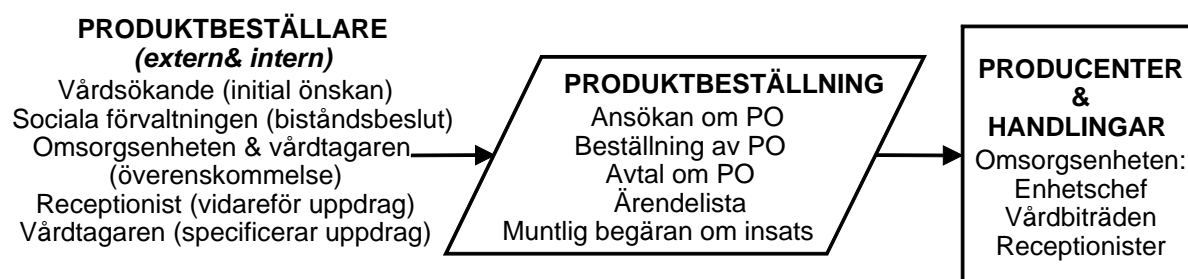 PRODUKTBESTÄLLARE
(extern& intern)
Vårdsökande (initial önskan)
Sociala förvaltningen (biståndsbeslut)
Omsorgsenheten & vårdtagaren
(överenskommelse)
Receptionist (vidareför uppdrag)
Vårdtagaren (specificerar uppdrag)
PRODUKTBESTÄLLNING
Ansökan om PO
Beställning av PO
Avtal om PO
Ärendelista
Muntlig begäran om insats
PRODUCENTER
&
HANDLINGAR
Omsorgsenheten:
Enhetschef
Vårdbiträden
Receptionister